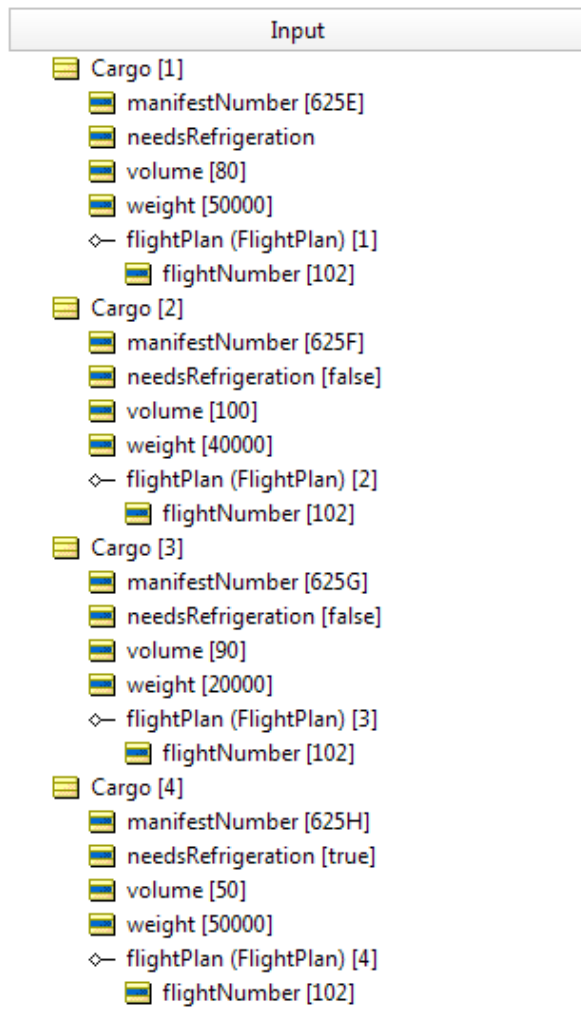 Input
Cargo [1]
manifestNumber [625E]
needsRefrigeration
volume [80]
weight [50000]
flightPlan (FlightPlan) [1]
flightNumber [102]
Cargo [2]
manifestNumber [625F]
needsRefrigeration [false]
volume [100]
weight [40000]
flightPlan (FlightPlan) [2]
flightNumber [102]
Cargo [3]
manifestNumber [625G]
needsRefrigeration [false]
volume [90]
weight [20000]
flightPlan (FlightPlan) [3]
flightNumber [102]
Cargo [4]
manifestNumber [625H]
needsRefrigeration [true]
volume [50]
weight [50000]
flightPlan (FlightPlan) [4]
flightNumber [102]